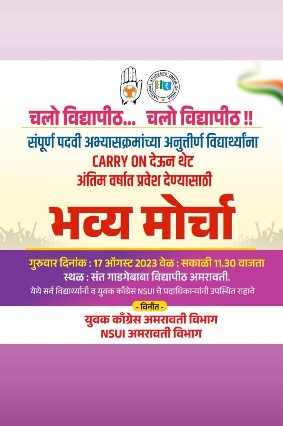 चलो विद्यापीठ... चलो विद्यापीठ !!
संपूर्ण पदवी अभ्यासक्रमांच्या अनुत्तीर्ण विद्यार्थ्यांना
CARRY ON देऊन थेट
अंतिम वर्षात प्रवेश देण्यासाठी
भव्य मोर्चा
गुरुवार दिनांक : 17 ऑगस्ट 2023 वेळ : सकाळी 11.30 वाजता
स्थळ : संत गाडगेबाबा विद्यापीठ अमरावती.
येथे सर्व विद्यार्थ्यांनी व युवक काँग्रेस NSUI चे पदाधिकाऱ्यांनी उपस्थित राहावे
- विनीत -
युवक काँग्रेस अमरावती विभाग
NSUI अमरावती विभाग